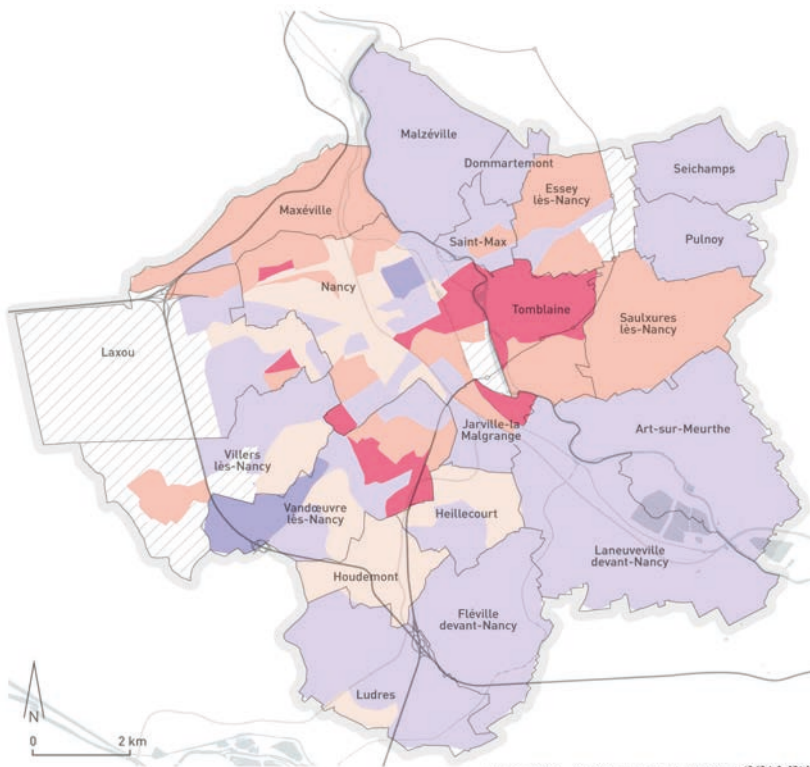 Malzéville
Dommartemont
Seichamps
Essey
lès-Nancy
Maxéville
Saint-Max
Pulnoy
Nancy
Tomblaine
Saulxures
lès-Nancy
Laxou
Jarville-la
Malgrange
Art-sur-Meurthe
Villers
lès-Nancy
Vandœuvre
lès-Nancy
Heillecourt
Laneuveville
devant-Nancy
Houdemont
Fléville
devant-Nancy
Ludres
N
0 2 km